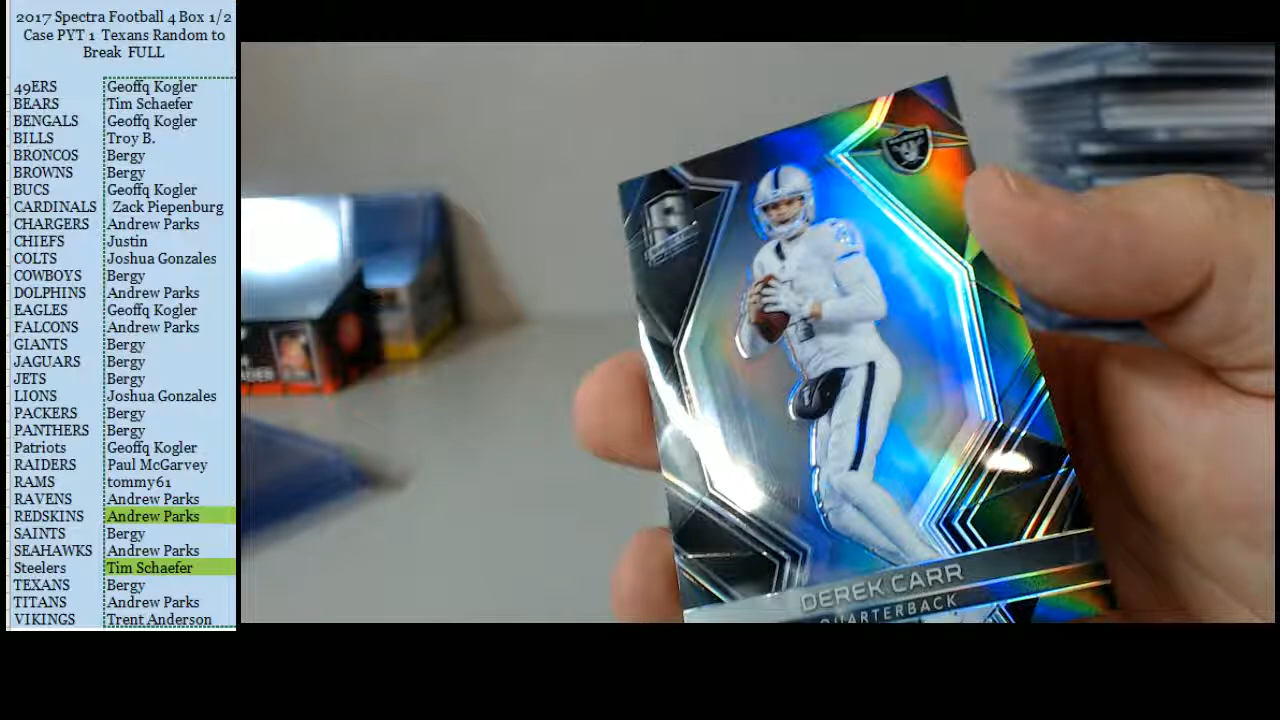 2017 Spectra Football 4 Box 1/2
Case PYT 1 Texans Random to
Break FULL
49ERS Geoffq Kogler
BEARS Tim Schaefer
BENGALS Geoffq Kogler
BILLS Troy B.
BRONCOS Bergy
BROWNS Bergy
BUCS Geoffq Kogler
CARDINALS Zack Piepenburg
CHARGERS Andrew Parks
CHIEFS Justin
COLTS Joshua Gonzales
COWBOYS Bergy
DOLPHINS Andrew Parks
EAGLES Geoffq Kogler
FALCONS Andrew Parks
GIANTS Bergy
JAGUARS Bergy
JETS Bergy
LIONS Joshua Gonzales
PACKERS Bergy
PANTHERS Bergy
Patriots Geoffq Kogler
RAIDERS Paul McGarvey
RAMS tommy61
RAVENS Andrew Parks
REDSKINS Andrew Parks
SAINTS Bergy
SEAHAWKS Andrew Parks
Steelers Tim Schaefer
TEXANS Bergy
TITANS Andrew Parks
VIKINGS Trent Anderson
DEREK CARR
QUARTERBACK